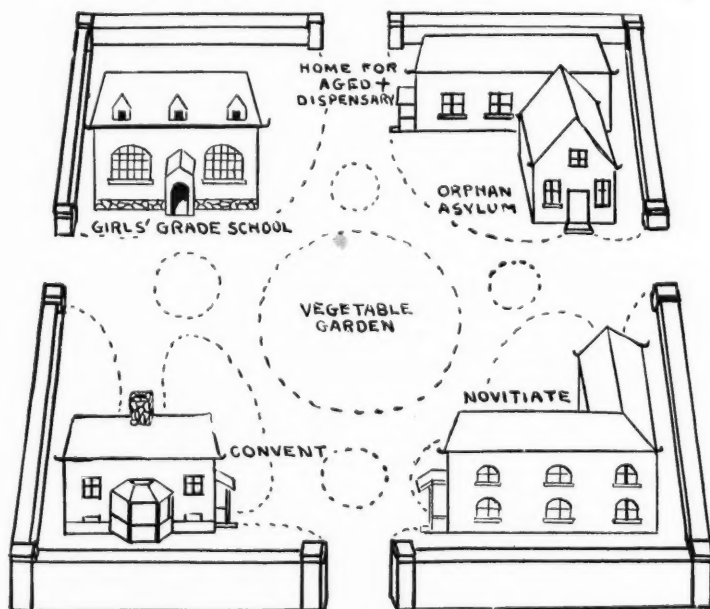 HOME FOR
AGED +
DISPENSARY
ORPHAN
ASYLUM
GIRLS' GRADE SCHOOL
VEGETABLE
GARDEN
NOVITIATE
CONVENT